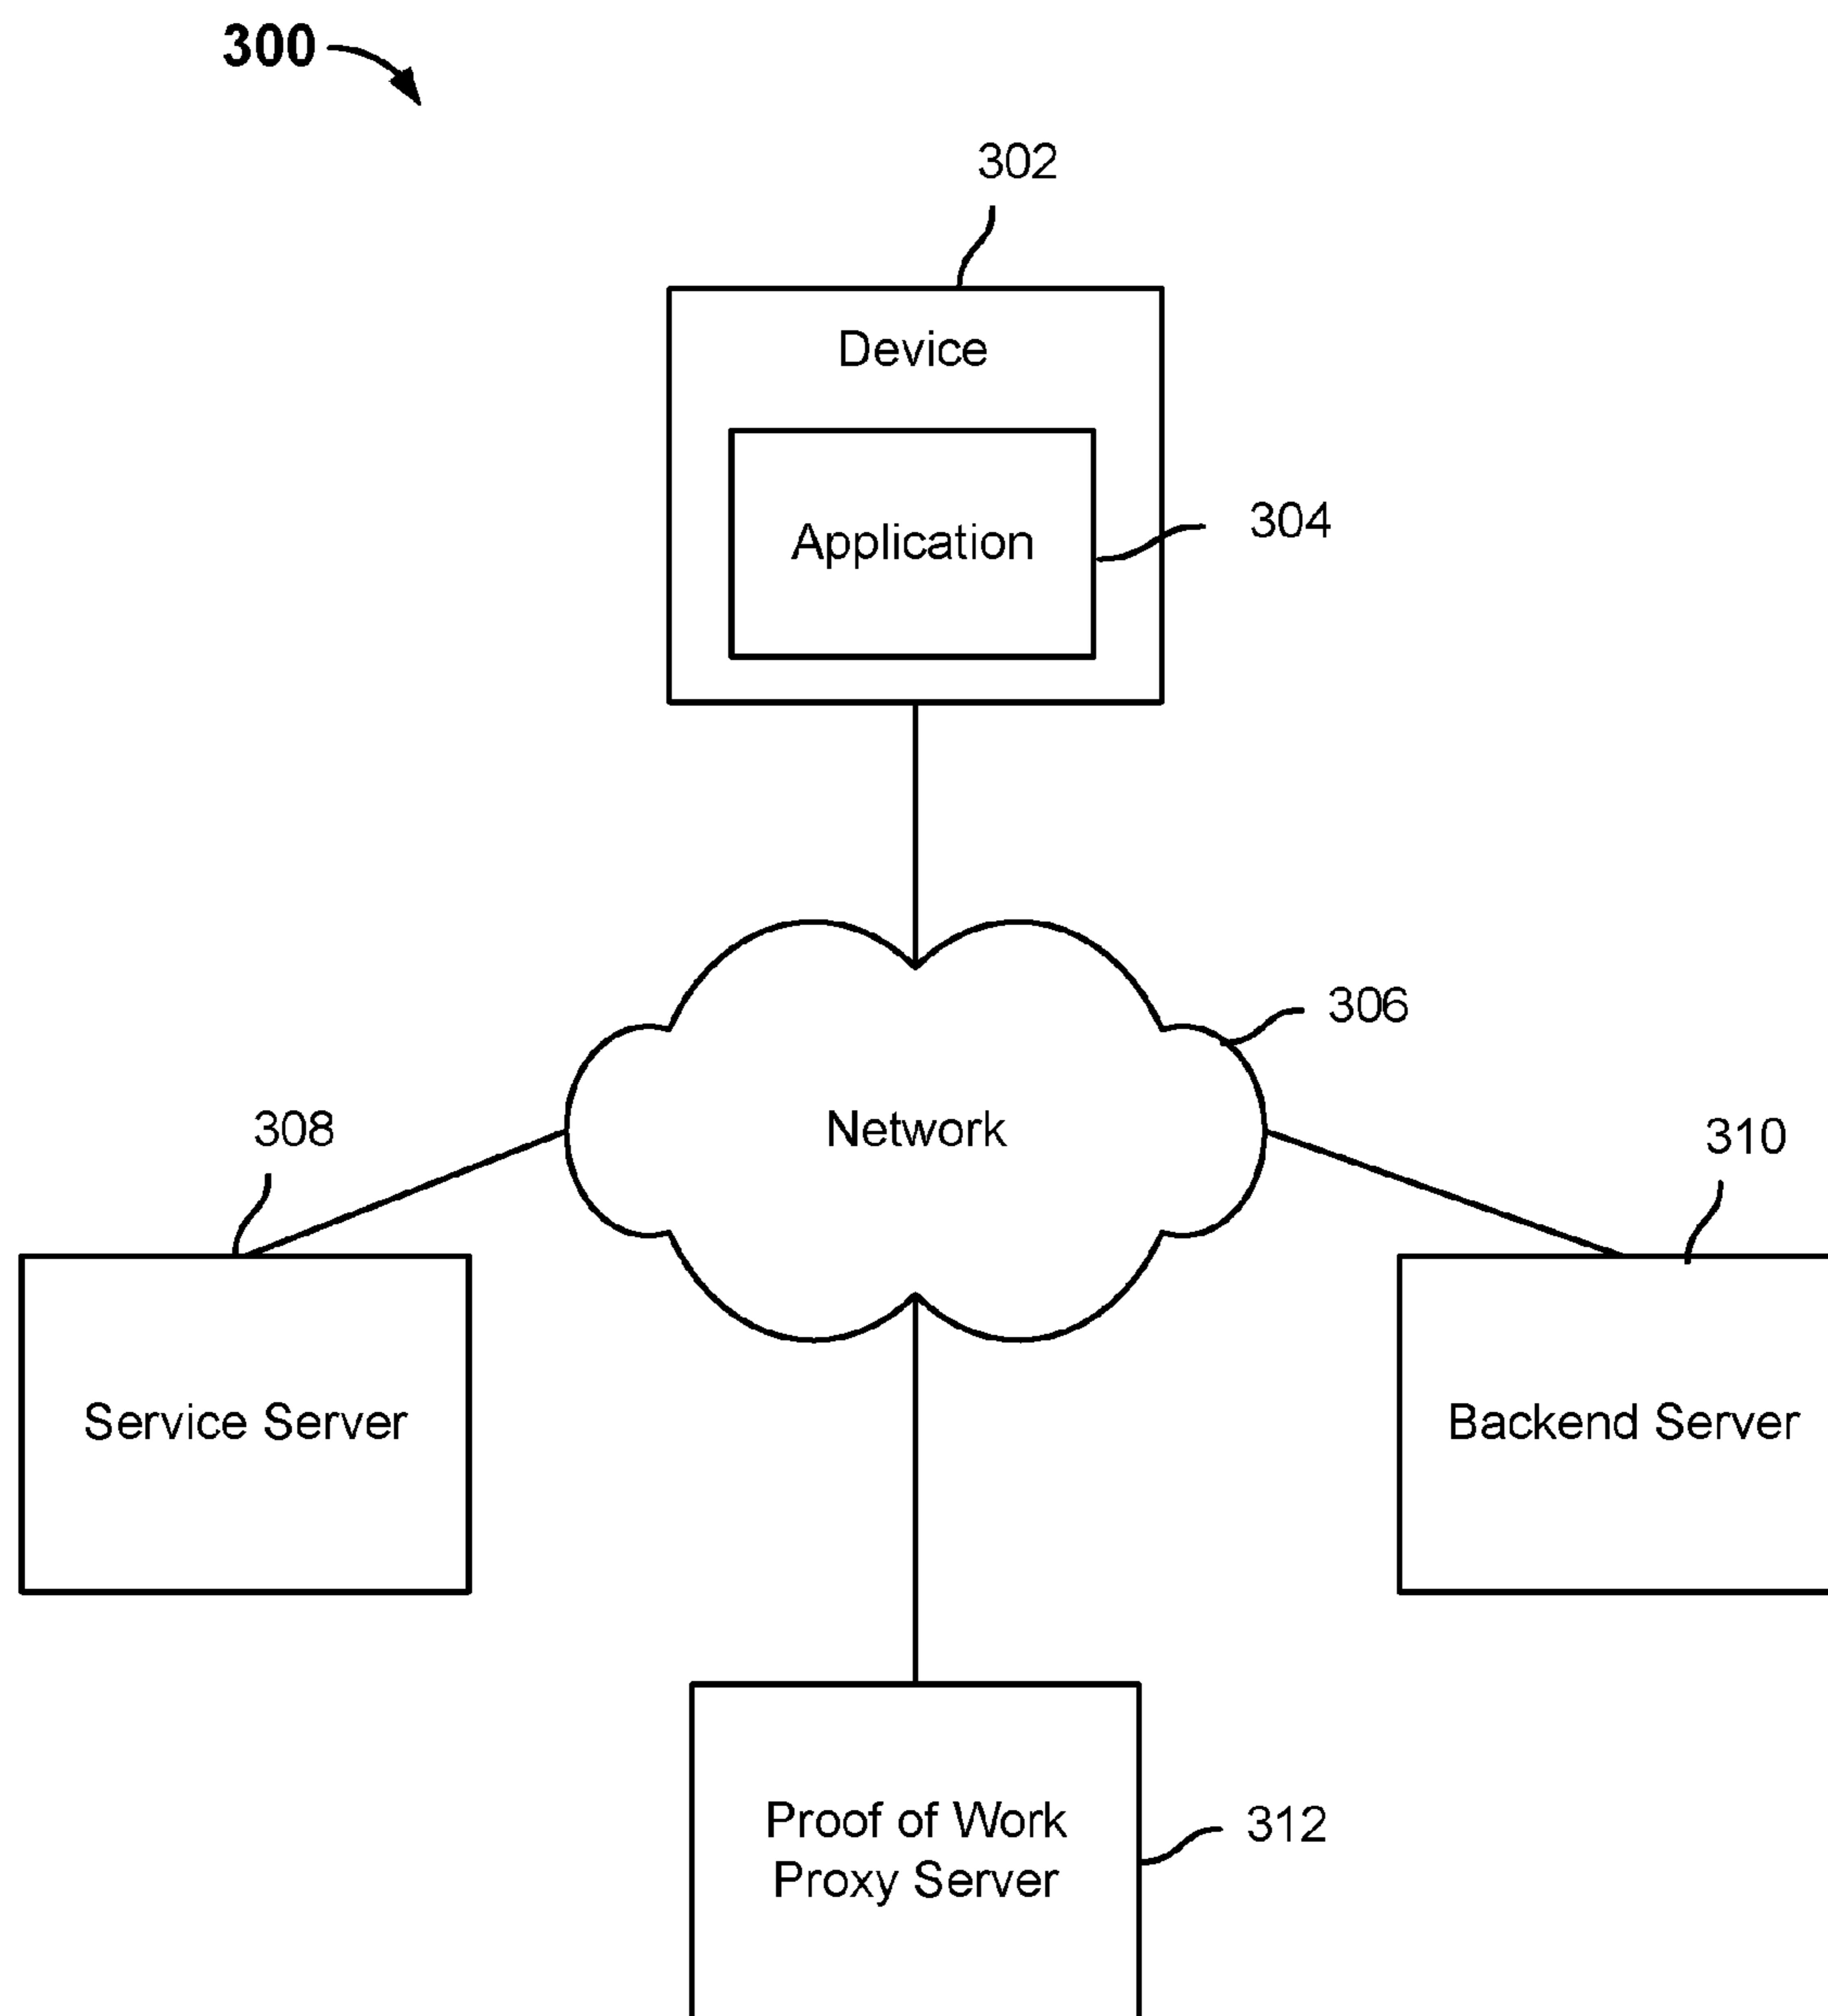 300
302
Device
Application
304
306
Network
308
310
Service Server
Backend Server
Proof of Work
Proxy Server
312